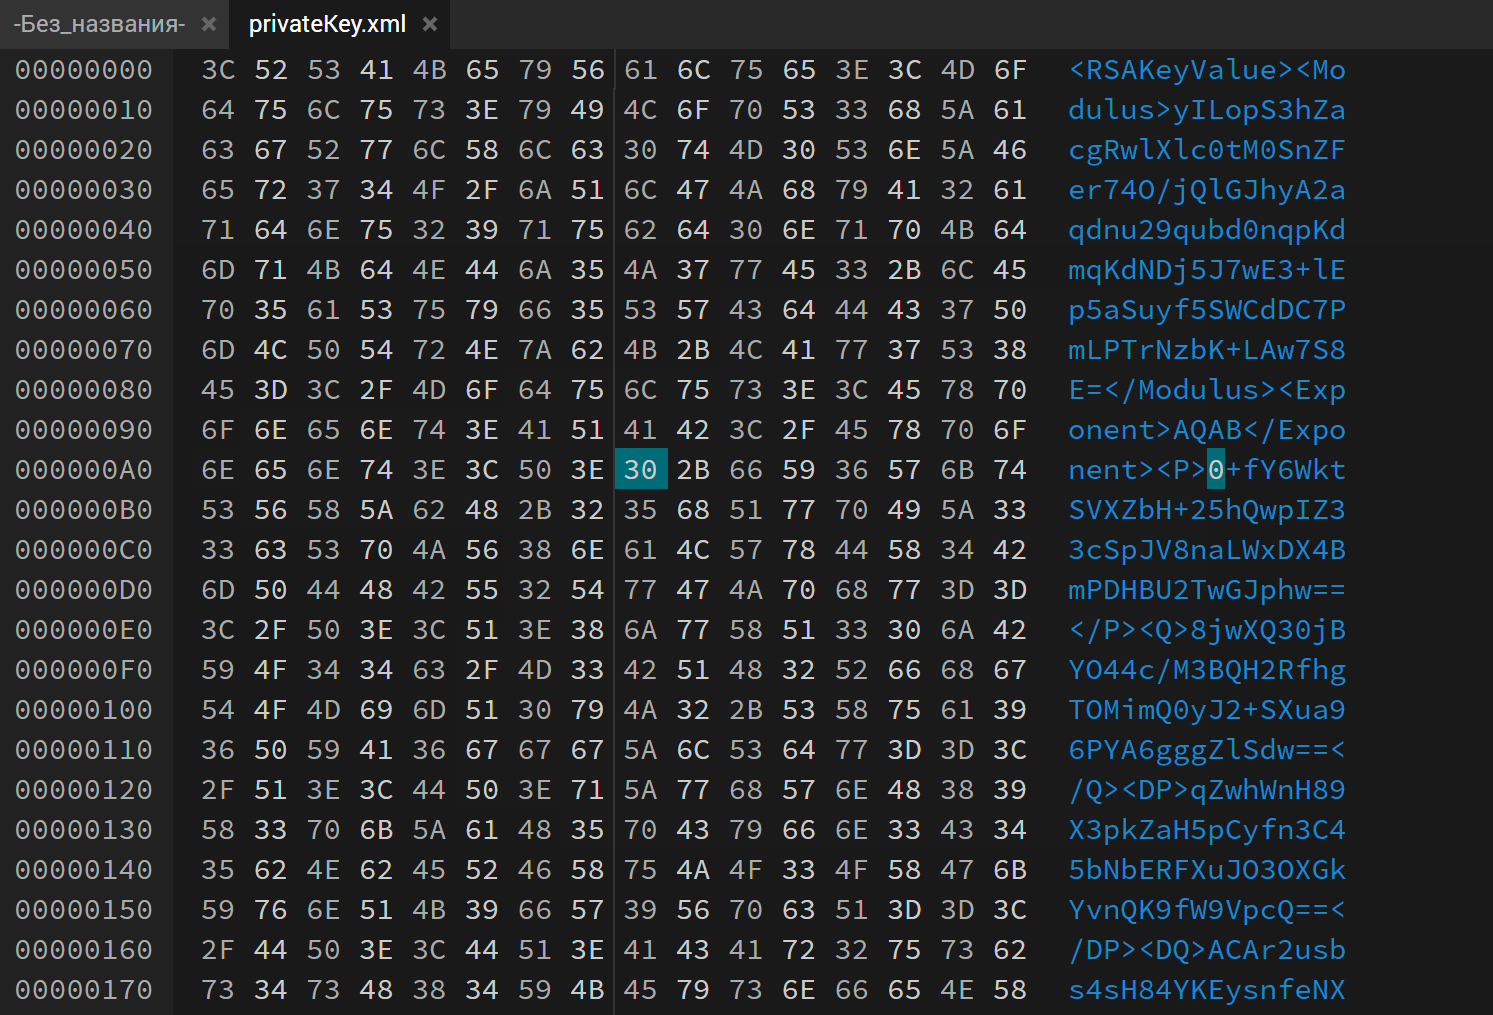 -Без_названия- × privateKey.xml ×
00000000 3C 52 53 41 4B 65 79 56 61 6C 75 65 3E 3C 4D 6F <RSAKeyValue><Mo
00000010 64 75 6C 75 73 3E 79 49 4C 6F 70 53 33 68 5A 61 dulus>yILopS3hZa
00000020 63 67 52 77 6C 58 6C 63 30 74 4D 30 53 6E 5A 46 cgRwlXlc0tM0SnZF
00000030 65 72 37 34 4F 2F 6A 51 6C 47 4A 68 79 41 32 61 er74O/jQlGJhyA2a
00000040 71 64 6E 75 32 39 71 75 62 64 30 6E 71 70 4B 64 qdnu29qubd0nqpKd
00000050 6D 71 4B 64 4E 44 6A 35 4A 37 77 45 33 2B 6C 45 mqKdNDj5J7wE3+lE
00000060 70 35 61 53 75 79 66 35 53 57 43 64 44 43 37 50 p5aSuyf5SWCdDC7P
00000070 6D 4C 50 54 72 4E 7A 62 4B 2B 4C 41 77 37 53 38 mLPTrNzbK+LAw7S8
00000080 45 3D 3C 2F 4D 6F 64 75 6C 75 73 3E 3C 45 78 70 E=</Modulus><Exp
00000090 6F 6E 65 6E 74 3E 41 51 41 42 3C 2F 45 78 70 6F onent>AQAB</Expo
000000A0 6E 65 6E 74 3E 3C 50 3E 30 2B 66 59 36 57 6B 74 nent><P>0+fY6Wkt
000000B0 53 56 58 5A 62 48 2B 32 35 68 51 77 70 49 5A 33 SVXZbH+25hQwpIZ3
000000C0 33 63 53 70 4A 56 38 6E 61 4C 57 78 44 58 34 42 3cSpJV8naLWxDX4B
000000D0 6D 50 44 48 42 55 32 54 77 47 4A 70 68 77 3D 3D mPDHBU2TwGJphw==
000000E0 3C 2F 50 3E 3C 51 3E 38 6A 77 58 51 33 30 6A 42 </P><Q>8jwXQ30jB
000000F0 59 4F 34 34 63 2F 4D 33 42 51 48 32 52 66 68 67 YO44c/M3BQH2Rfhg
00000100 54 4F 4D 69 6D 51 30 79 4A 32 2B 53 58 75 61 39 TOMimQ0yJ2+SXua9
00000110 36 50 59 41 36 67 67 67 5A 6C 53 64 77 3D 3D 3C 6PYA6gggZlSdw==<
00000120 2F 51 3E 3C 44 50 3E 71 5A 77 68 57 6E 48 38 39 /Q><DP>qZwhWnH89
00000130 58 33 70 6B 5A 61 48 35 70 43 79 66 6E 33 43 34 X3pkZaH5pCyfn3C4
00000140 35 62 4E 62 45 52 46 58 75 4A 4F 33 4F 58 47 6B 5bNbERFXuJO3OXGk
00000150 59 76 6E 51 4B 39 66 57 39 56 70 63 51 3D 3D 3C YvnQK9fW9VpcQ==<
00000160 2F 44 50 3E 3C 44 51 3E 41 43 41 72 32 75 73 62 /DP><DQ>ACAr2usb
00000170 73 34 73 48 38 34 59 4B 45 79 73 6E 66 65 4E 58 s4sH84YKEysnfeNX